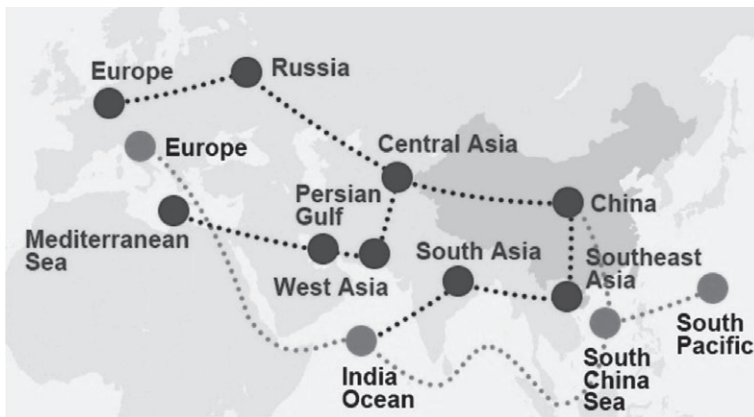 Europe
Russia
Europe
Central Asia
Persian
Gulf
China
Mediterranean
Sea
South Asia
Southeast
Asia
West Asia
South
Pacific
India
Ocean
South
China
Sea